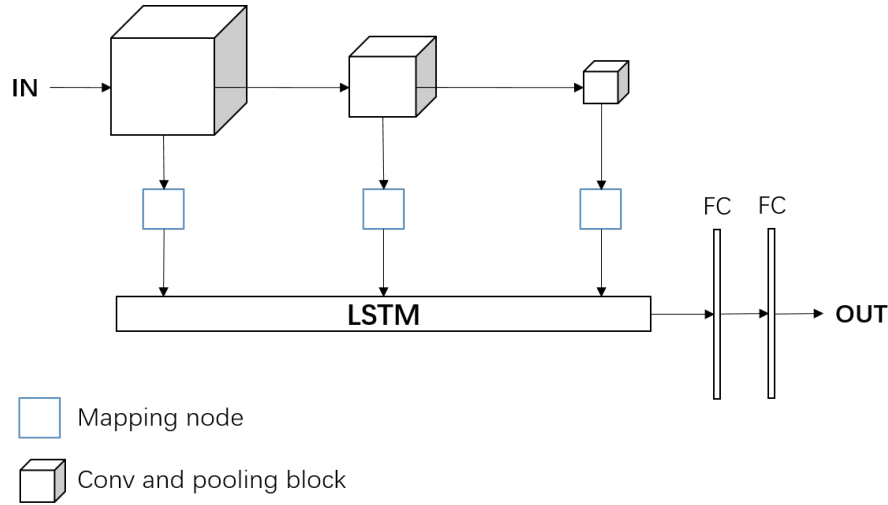 IN
FC FC
LSTM
OUT
Mapping node
Conv and pooling block